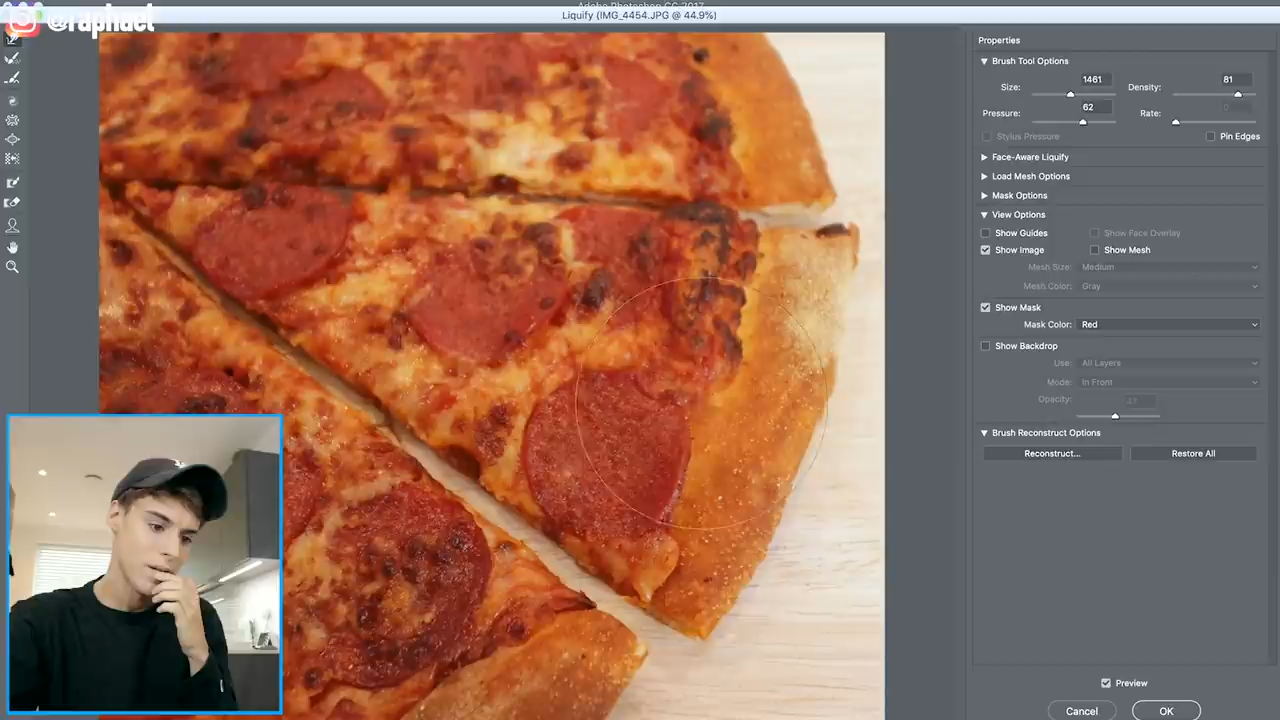 Adobe Photoshop CC 2017
Liquify (IMG_4454.JPG @ 44.9%)
@raphael
Properties
Brush Tool Options
Size: 1461 Density: 81
Pressure: 62 Rate: 0
Stylus Pressure Pin Edges
Face-Aware Liquify
Load Mesh Options
Mask Options
View Options
Show Guides Show Face Overlay
Show Image Show Mesh
Mesh Size: Medium
Mesh Color: Gray
Show Mask
Mask Color: Red
Show Backdrop
Use: All Layers
Mode: In Front
Opacity:
Brush Reconstruct Options
Reconstruct... Restore All
Preview
Cancel OK